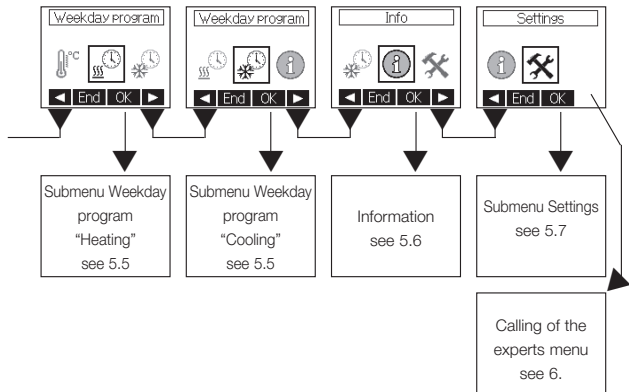 Weekday program
°C
End OK
Weekday program
End OK
Info
End OK
Settings
End OK
Submenu Weekday
program
“Heating”
see 5.5
Submenu Weekday
program
“Cooling”
see 5.5
Information
see 5.6
Submenu Settings
see 5.7
Calling of the
experts menu
see 6.